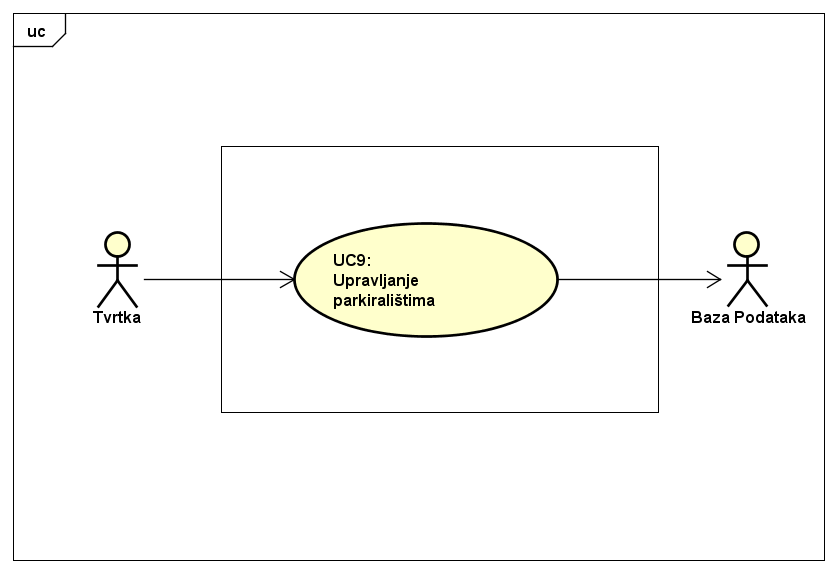 uc
UC9:
Upravljanje
parkiralištima
Tvrtka
Baza Podataka